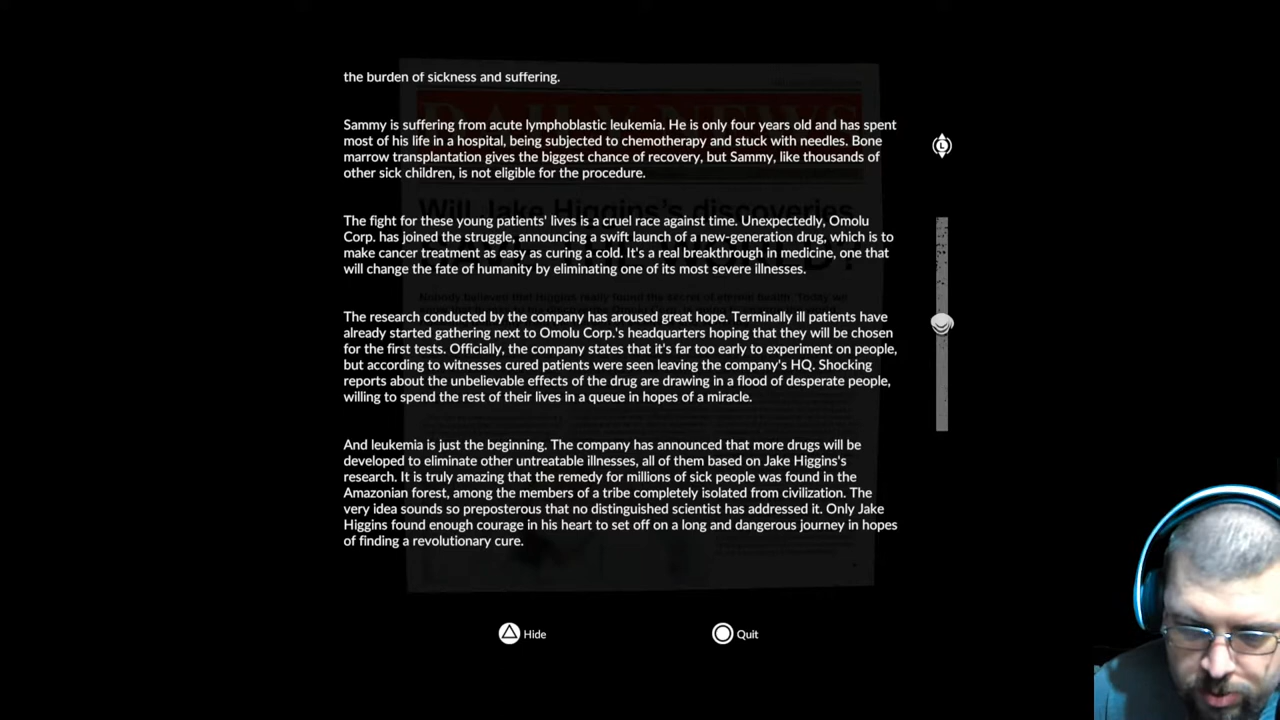 the burden of sickness and suffering.
Sammy is suffering from acute lymphoblastic leukemia. He is only four years old and has spent
most of his life in a hospital, being subjected to chemotherapy and stuck with needles. Bone
marrow transplantation gives the biggest chance of recovery, but Sammy, like thousands of
other sick children, is not eligible for the procedure.
The fight for these young patients' lives is a cruel race against time. Unexpectedly, Omolu
Corp. has joined the struggle, announcing a swift launch of a new-generation drug, which is to
make cancer treatment as easy as curing a cold. It's a real breakthrough in medicine, one that
will change the fate of humanity by eliminating one of its most severe illnesses.
The research conducted by the company has aroused great hope. Terminally ill patients have
already started gathering next to Omolu Corp.'s headquarters hoping that they will be chosen
for the first tests. Officially, the company states that it's far too early to experiment on people,
but according to witnesses cured patients were seen leaving the company's HQ. Shocking
reports about the unbelievable effects of the drug are drawing in a flood of desperate people,
willing to spend the rest of their lives in a queue in hopes of a miracle.
And leukemia is just the beginning. The company has announced that more drugs will be
developed to eliminate other untreatable illnesses, all of them based on Jake Higgins's
research. It is truly amazing that the remedy for millions of sick people was found in the
Amazonian forest, among the members of a tribe completely isolated from civilization. The
very idea sounds so preposterous that no distinguished scientist has addressed it. Only Jake
Higgins found enough courage in his heart to set off on a long and dangerous journey in hopes
of finding a revolutionary cure.
DAILY NEWS
Will Jake Higgins's discoveries
L
Hide
Quit